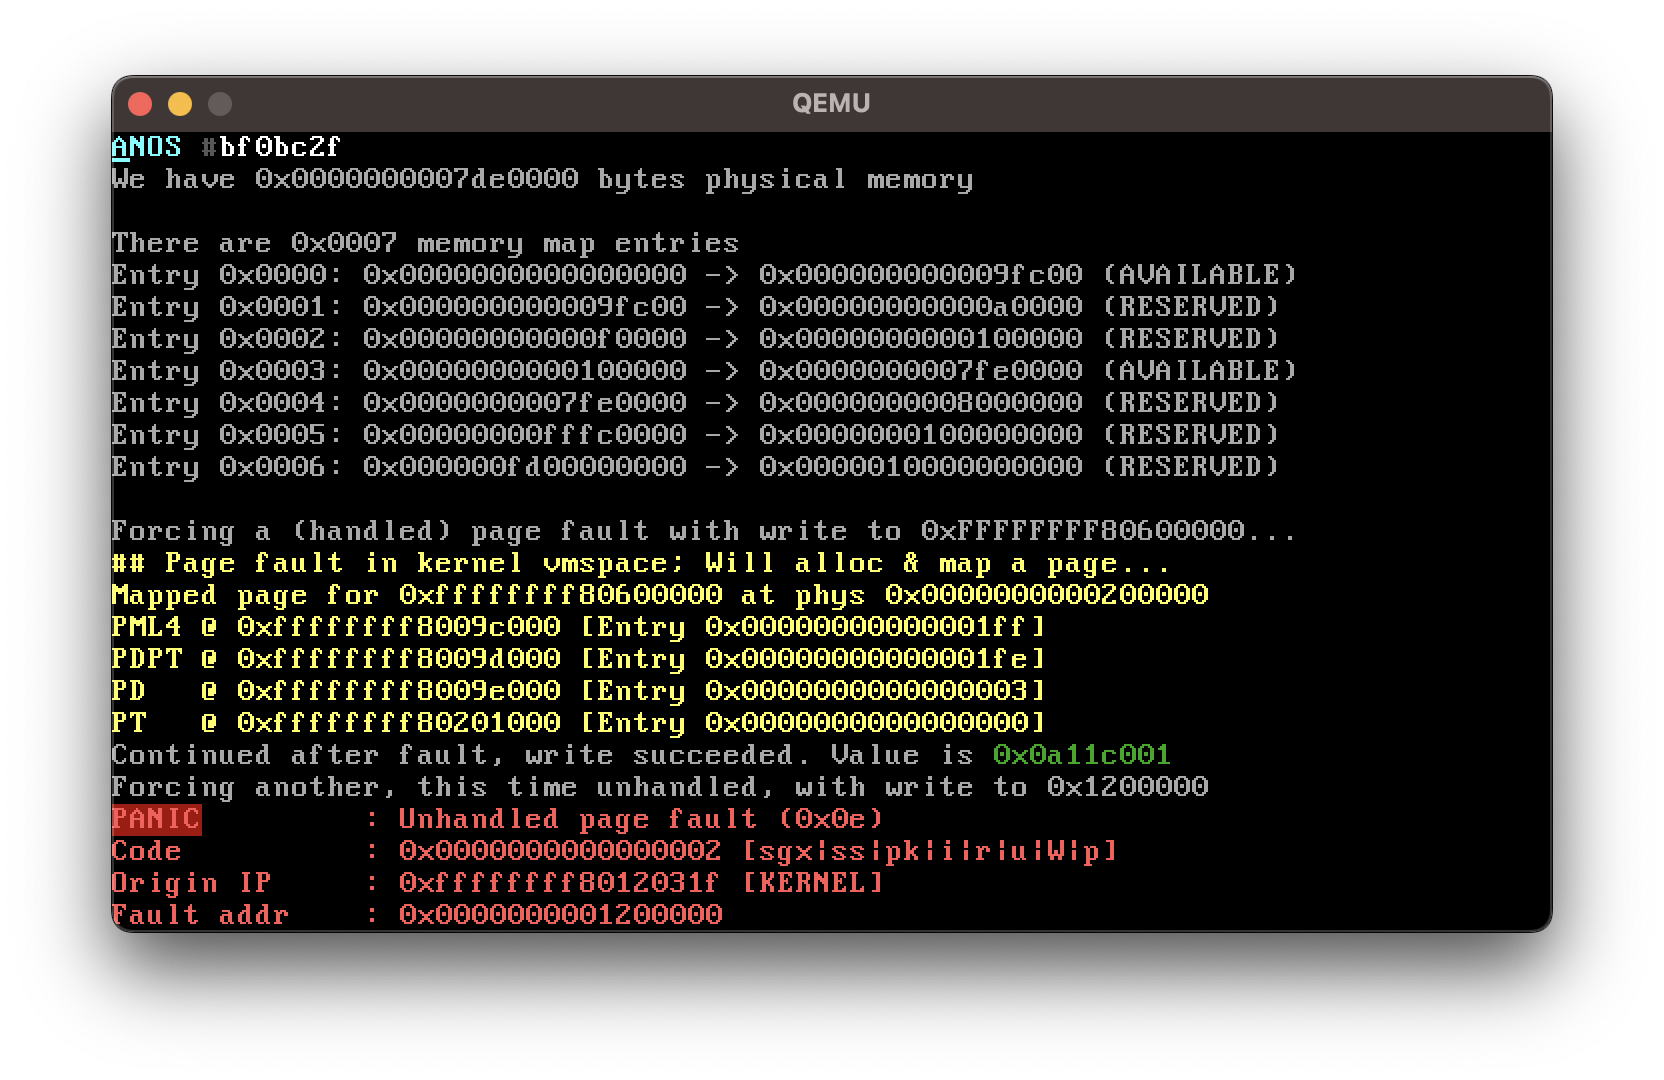 QEMU
ANOS #bf0bc2f
We have 0x0000000007de0000 bytes physical memory
There are 0x0007 memory map entries
Entry 0x0000: 0x0000000000000000 -> 0x000000000009fc00 (AVAILABLE)
Entry 0x0001: 0x000000000009fc00 -> 0x00000000000a0000 (RESERVED)
Entry 0x0002: 0x00000000000f0000 -> 0x0000000000100000 (RESERVED)
Entry 0x0003: 0x0000000000100000 -> 0x0000000007fe0000 (AVAILABLE)
Entry 0x0004: 0x0000000007fe0000 -> 0x0000000008000000 (RESERVED)
Entry 0x0005: 0x00000000fffc0000 -> 0x0000000100000000 (RESERVED)
Entry 0x0006: 0x000000fd00000000 -> 0x0000010000000000 (RESERVED)
Forcing a (handled) page fault with write to 0xFFFFFFFF80600000...
## Page fault in kernel vmspace; Will alloc & map a page...
Mapped page for 0xffffffff80600000 at phys 0x0000000000200000
PML4 @ 0xffffffff8009c000 [Entry 0x00000000000001ff]
PDPT @ 0xffffffff8009d000 [Entry 0x00000000000001fe]
PD   @ 0xffffffff8009e000 [Entry 0x0000000000000003]
PT   @ 0xffffffff80201000 [Entry 0x0000000000000000]
Continued after fault, write succeeded. Value is 0x0a11c001
Forcing another, this time unhandled, with write to 0x1200000
PANIC         : Unhandled page fault (0x0e)
Code          : 0x0000000000000002 [sgx|ss|pk|i|r|u|W|p]
Origin IP     : 0xffffffff8012031f [KERNEL]
Fault addr    : 0x0000000001200000